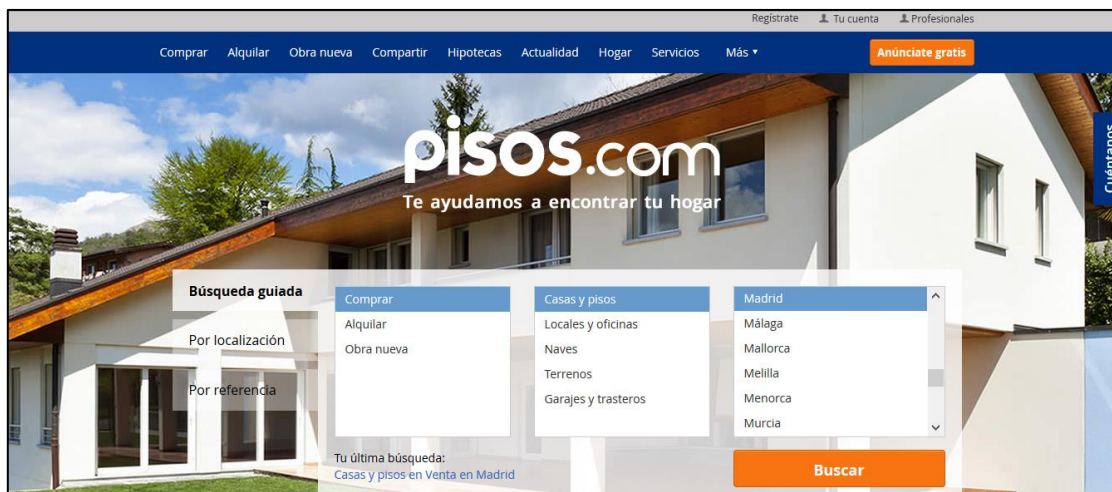 Regístrate Tu cuenta Profesionales
Comprar Alquilar Obra nueva Compartir Hipotecas Actualidad Hogar Servicios Más Anúnciate gratis
Cuéntanos
pisos.com
Te ayudamos a encontrar tu hogar
Búsqueda guiada
Por localización
Por referencia
Comprar
Alquilar
Obra nueva
Casas y pisos
Locales y oficinas
Naves
Terrenos
Garajes y trasteros
Madrid
Málaga
Mallorca
Melilla
Menorca
Murcia
Tu última búsqueda:
Casas y pisos en Venta en Madrid
Buscar